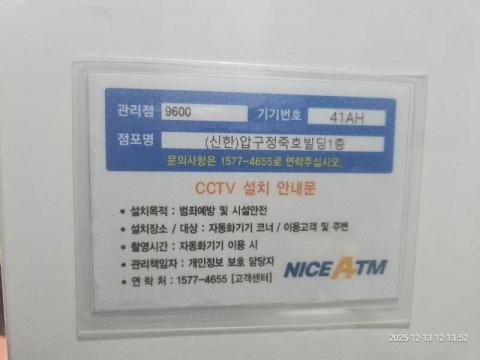 관리점 9600 기기번호 41AH
점포명 (신한)압구정죽호빌딩1층
문의사항은 1577-4655로 연락주십시오.
CCTV 설치 안내문
• 설치목적 : 범죄예방 및 시설안전
• 설치장소 / 대상 : 자동화기기 코너 / 이용고객 및 주변
• 촬영시간 : 자동화기기 이용 시
• 관리책임자 : 개인정보 보호 담당자
• 연 락 처 : 1577-4655 [고객센터]
NICE ATM
2025-12-13 12:13:52